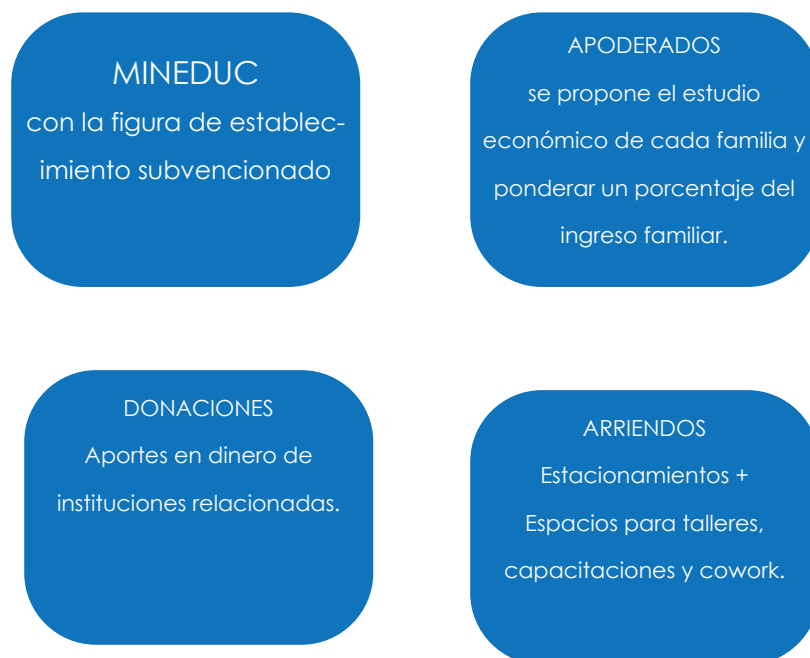 MINEDUC
con la figura de establec-
imiento subvencionado
APODERADOS
se propone el estudio
económico de cada familia y
ponderar un porcentaje del
ingreso familiar.
DONACIONES
Aportes en dinero de
instituciones relacionadas.
ARRIENDOS
Estacionamientos +
Espacios para talleres,
capacitaciones y cowork.